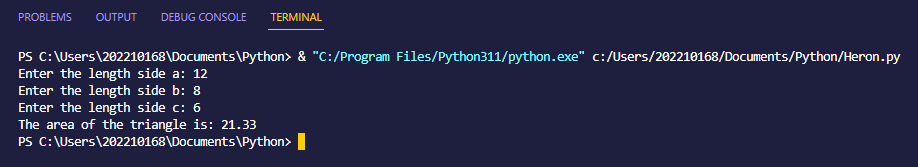 PROBLEMS OUTPUT DEBUG CONSOLE TERMINAL
PS C:\Users\202210168\Documents\Python> & "C:/Program Files/Python311/python.exe" c:/Users/202210168/Documents/Python/Heron.py
Enter the length side a: 12
Enter the length side b: 8
Enter the length side c: 6
The area of the triangle is: 21.33
PS C:\Users\202210168\Documents\Python>